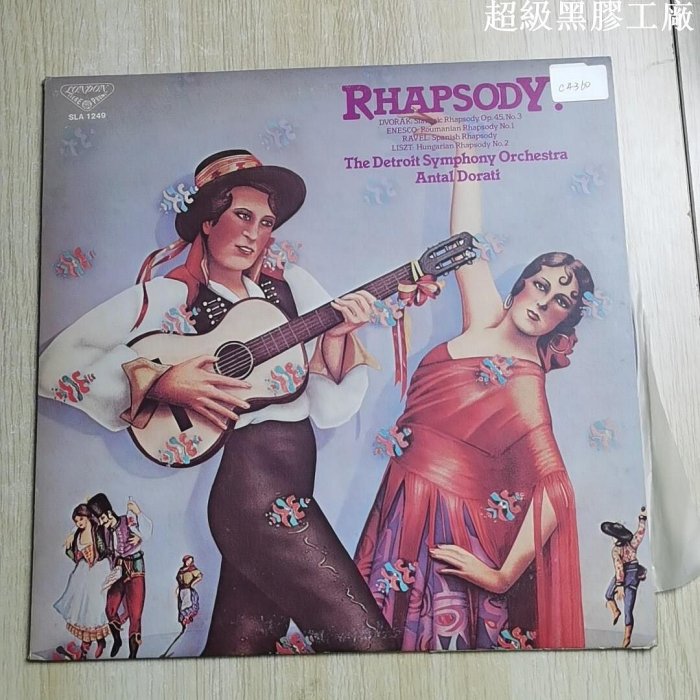 超級黑膠工廠
LONDON
SLA 1249
RHAPSODY!
DVORÁK: Slavonic Rhapsody Op.45, No.3
ENESCO: Roumanian Rhapsody No.1
RAVEL: Spanish Rhapsody
LISZT: Hungarian Rhapsody No.2
The Detroit Symphony Orchestra
Antal Dorati